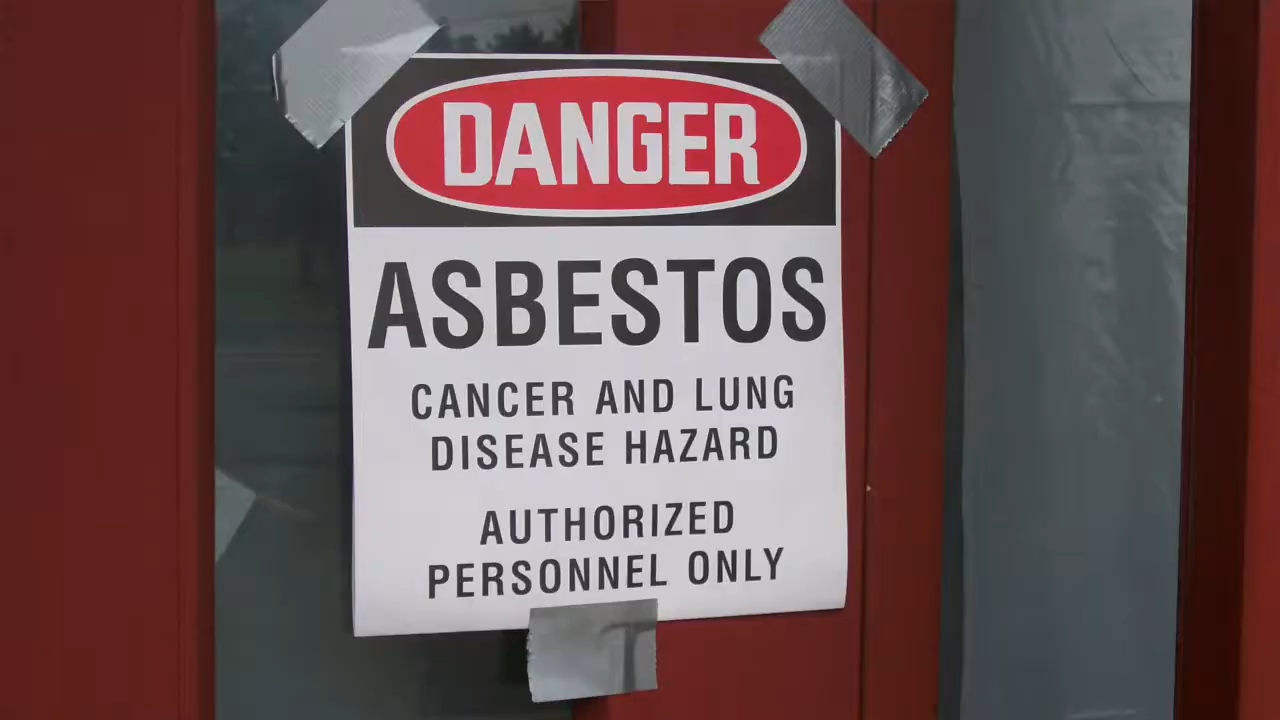 DANGER
ASBESTOS
CANCER AND LUNG
DISEASE HAZARD
AUTHORIZED
PERSONNEL ONLY